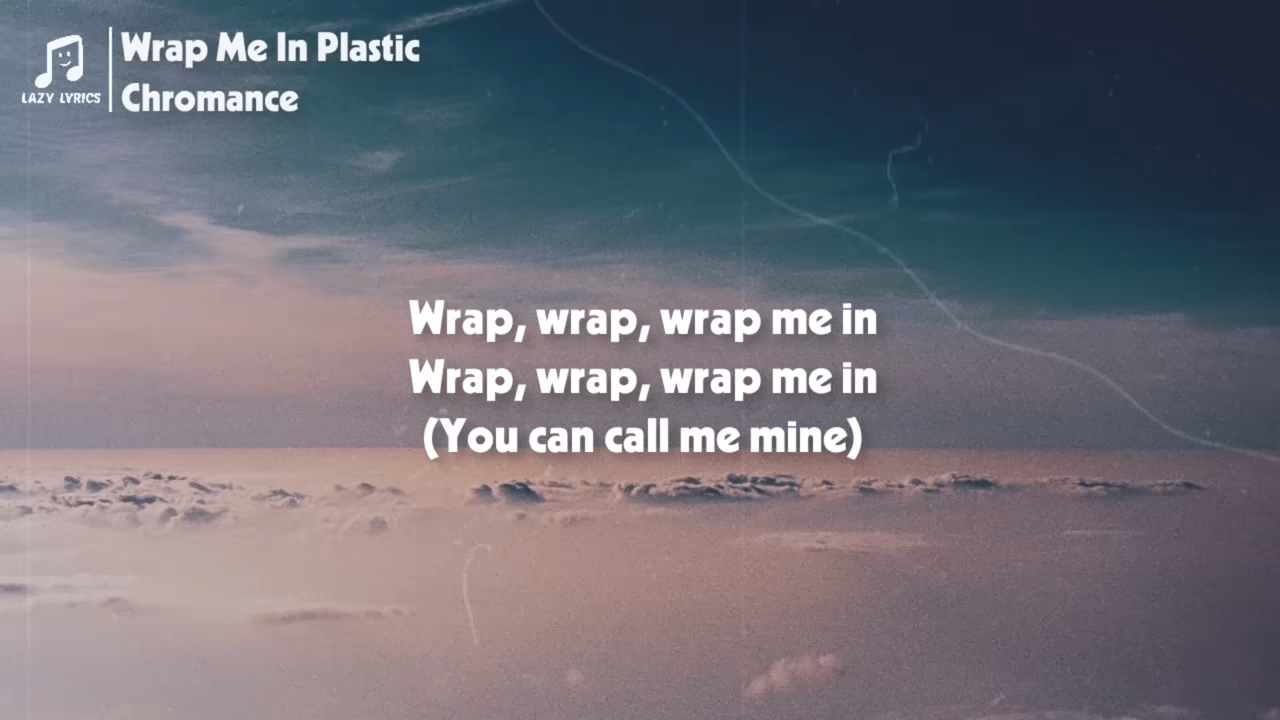 LAZY LYRICS
Wrap Me In Plastic
Chromance
Wrap, wrap, wrap me in
Wrap, wrap, wrap me in
(You can call me mine)